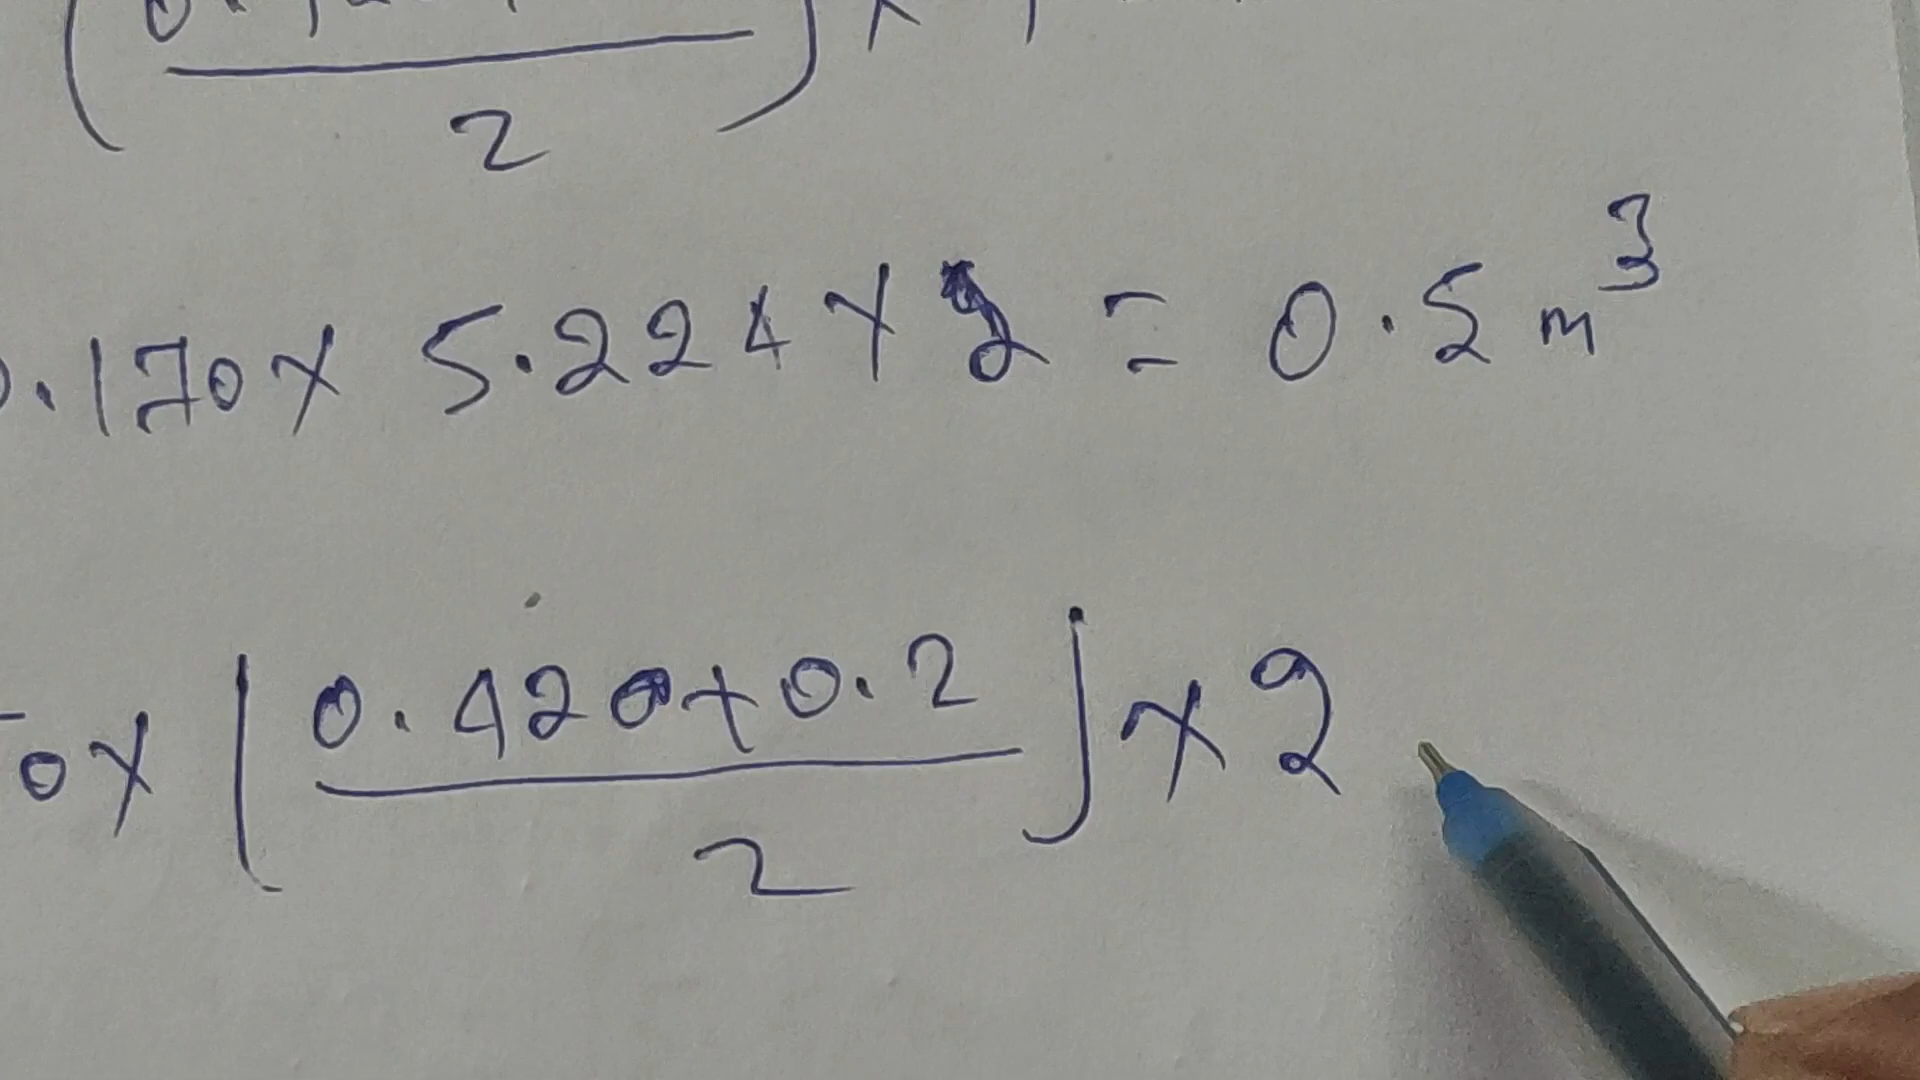 2
.170 x 5.224 x 2 = 0.5 m³
0 x [0.420+0.2
2
] x 2